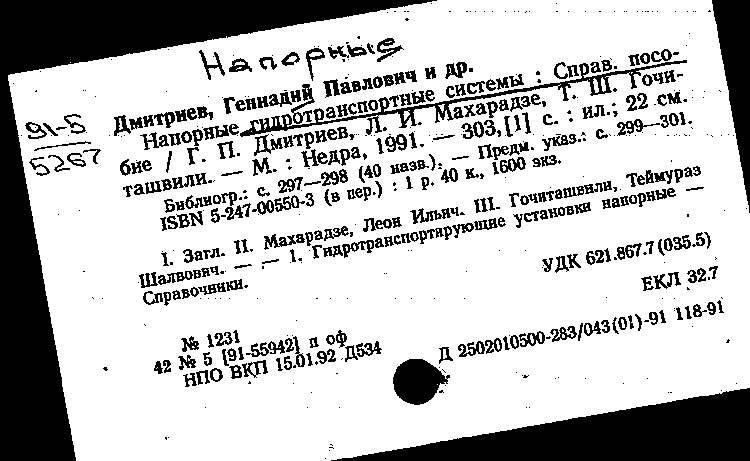 Напорные
91-5
5267
Дмитриев, Геннадий Павлович и др.
Напорные гидротранспортные системы : Справ. посо-
бие / Г. П. Дмитриев, Л. И. Махарадзе, Т. Ш. Гочи-
ташвили. — М. : Недра, 1991. — 303,[1] с. : ил.; 22 см.
Библиогр.: с. 297—298 (40 назв.). — Предм. указ.: с. 299—301.
ISBN 5-247-00550-3 (в пер.) : 1 р. 40 к., 1600 экз.
I. Загл. II. Махарадзе, Леон Ильич. III. Гочиташвили, Теймураз
Шалвович. — — 1. Гидротранспортирующие установки напорные —
Справочники.
УДК 621.867.7(035.5)
ЕКЛ 32.7
№ 1231
42 № 5 [91-55942] п оф
НПО ВКП 15.01.92 Д534
Д 2502010500-283/043(01)-91 118-91